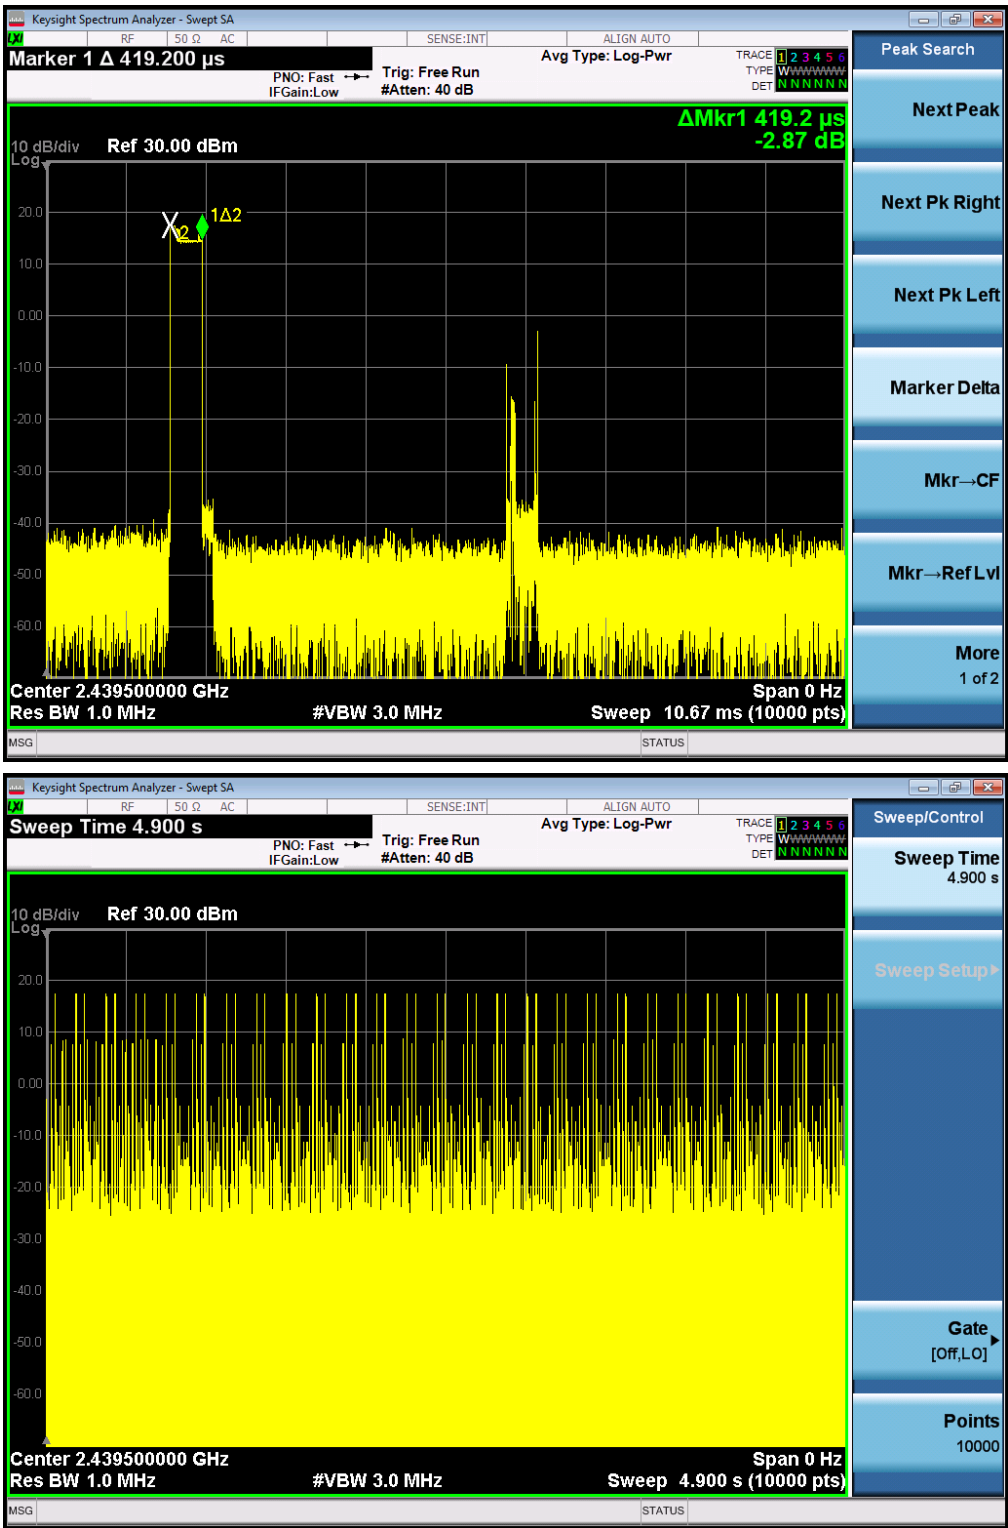 Keysight Spectrum Analyzer - Swept SA
LXI RF 50 Ω AC SENSE:INT ALIGN AUTO
Marker 1 Δ 419.200 µs
PNO: Fast Trig: Free Run
IFGain:Low #Atten: 40 dB
Avg Type: Log-Pwr
TRACE 1 2 3 4 5 6
TYPE WWWWWW
DET N N N N N N
ΔMkr1 419.2 µs
-2.87 dB
10 dB/div Ref 30.00 dBm
Log
20.0
10.0
0.00
-10.0
-20.0
-30.0
-40.0
-50.0
-60.0
2
1Δ2
Center 2.439500000 GHz Span 0 Hz
Res BW 1.0 MHz #VBW 3.0 MHz Sweep 10.67 ms (10000 pts)
MSG STATUS
Peak Search
Next Peak
Next Pk Right
Next Pk Left
Marker Delta
Mkr→CF
Mkr→Ref Lvl
More
1 of 2
Keysight Spectrum Analyzer - Swept SA
LXI RF 50 Ω AC SENSE:INT ALIGN AUTO
Sweep Time 4.900 s
PNO: Fast Trig: Free Run
IFGain:Low #Atten: 40 dB
Avg Type: Log-Pwr
TRACE 1 2 3 4 5 6
TYPE WWWWWW
DET N N N N N N
10 dB/div Ref 30.00 dBm
Log
20.0
10.0
0.00
-10.0
-20.0
-30.0
-40.0
-50.0
-60.0
Center 2.439500000 GHz Span 0 Hz
Res BW 1.0 MHz #VBW 3.0 MHz Sweep 4.900 s (10000 pts)
MSG STATUS
Sweep/Control
Sweep Time
4.900 s
Sweep Setup
Gate
[Off,LO]
Points
10000